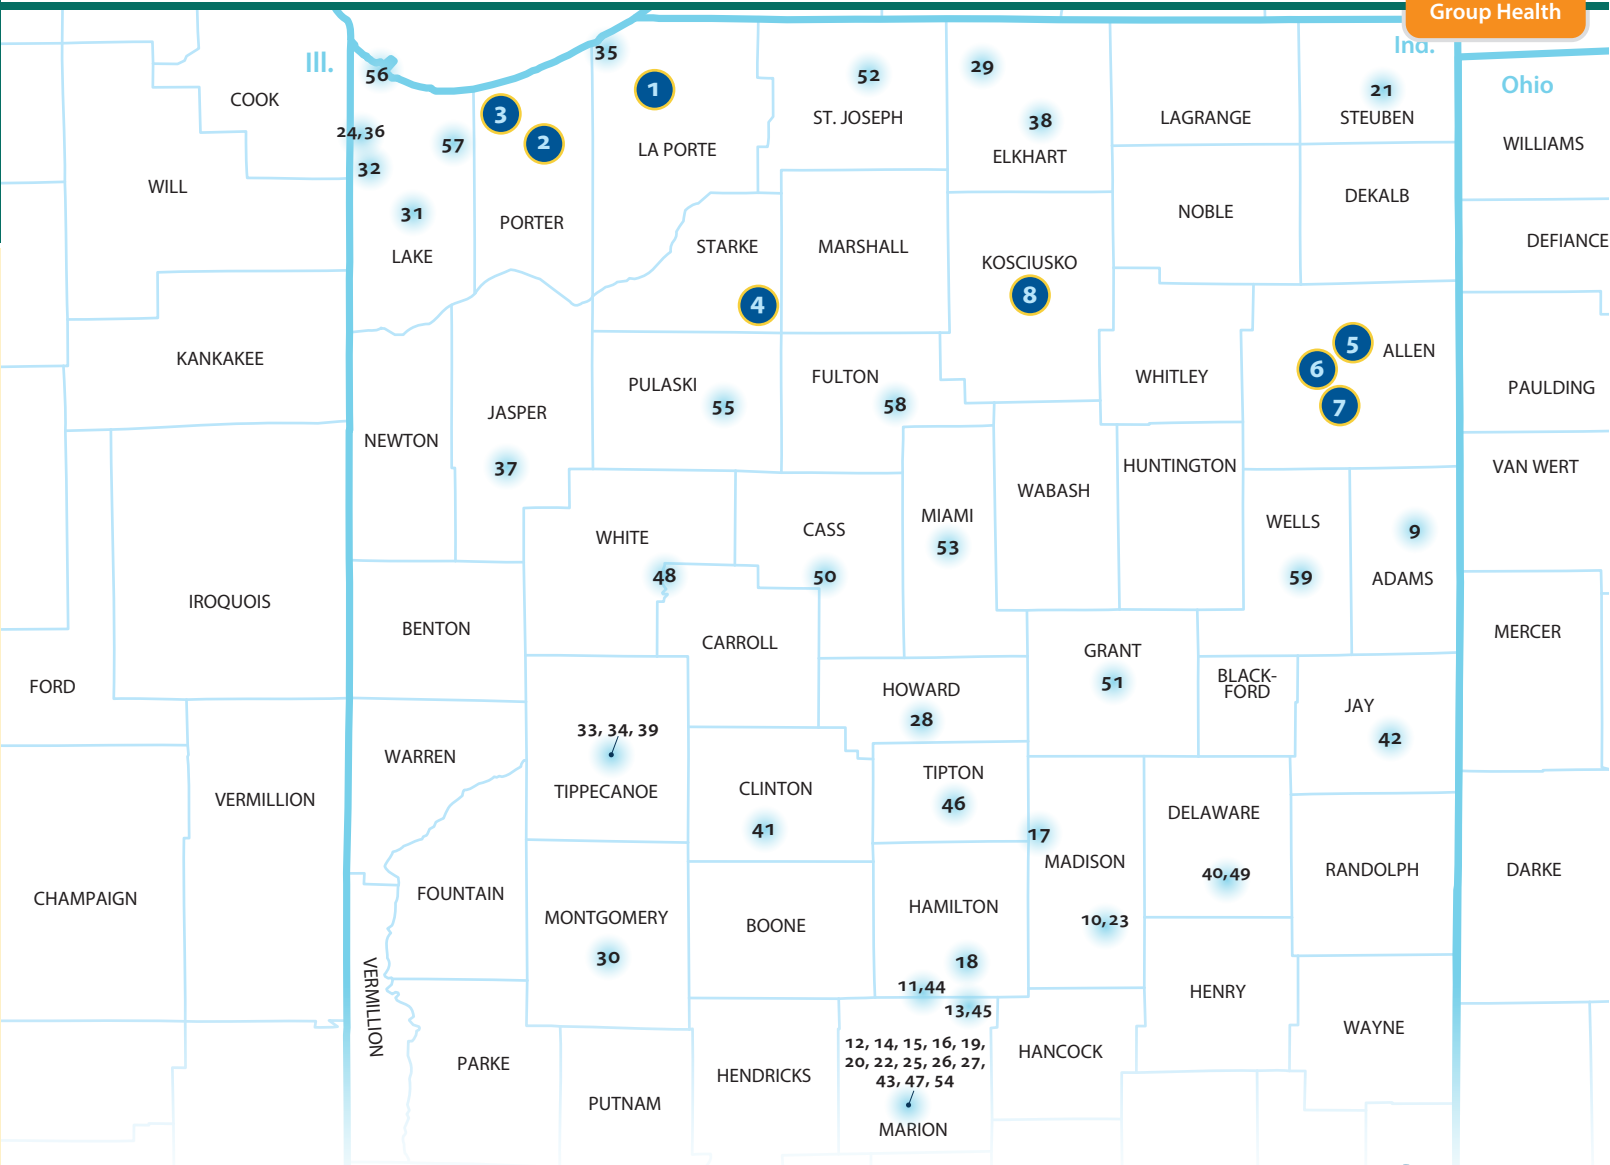 Group Health
Ill.
Ind.
Ohio
35
56
52
29
21
COOK
1
3
2
ST. JOSEPH
38
LAGRANGE
STEUBEN
24,36
57
LA PORTE
ELKHART
WILLIAMS
32
WILL
31
PORTER
NOBLE
DEKALB
LAKE
STARKE
MARSHALL
KOSCIUSKO
DEFIANCE
4
8
KANKAKEE
5
ALLEN
6
7
PULASKI
FULTON
WHITLEY
PAULDING
55
58
JASPER
NEWTON
37
HUNTINGTON
VAN WERT
WABASH
MIAMI
WELLS
9
WHITE
CASS
53
48
50
59
ADAMS
IROQUOIS
BENTON
CARROLL
MERCER
GRANT
51
FORD
HOWARD
BLACK-
FORD
28
JAY
33, 34, 39
42
WARREN
TIPTON
TIPPECANOE
CLINTON
46
VERMILLION
41
DELAWARE
17
MADISON
40,49
RANDOLPH
DARKE
CHAMPAIGN
FOUNTAIN
HAMILTON
MONTGOMERY
BOONE
10,23
30
18
11,44
HENRY
13,45
VERMILLION
WAYNE
12, 14, 15, 16, 19,
20, 22, 25, 26, 27,
43, 47, 54
HANCOCK
PARKE
HENDRICKS
PUTNAM
MARION